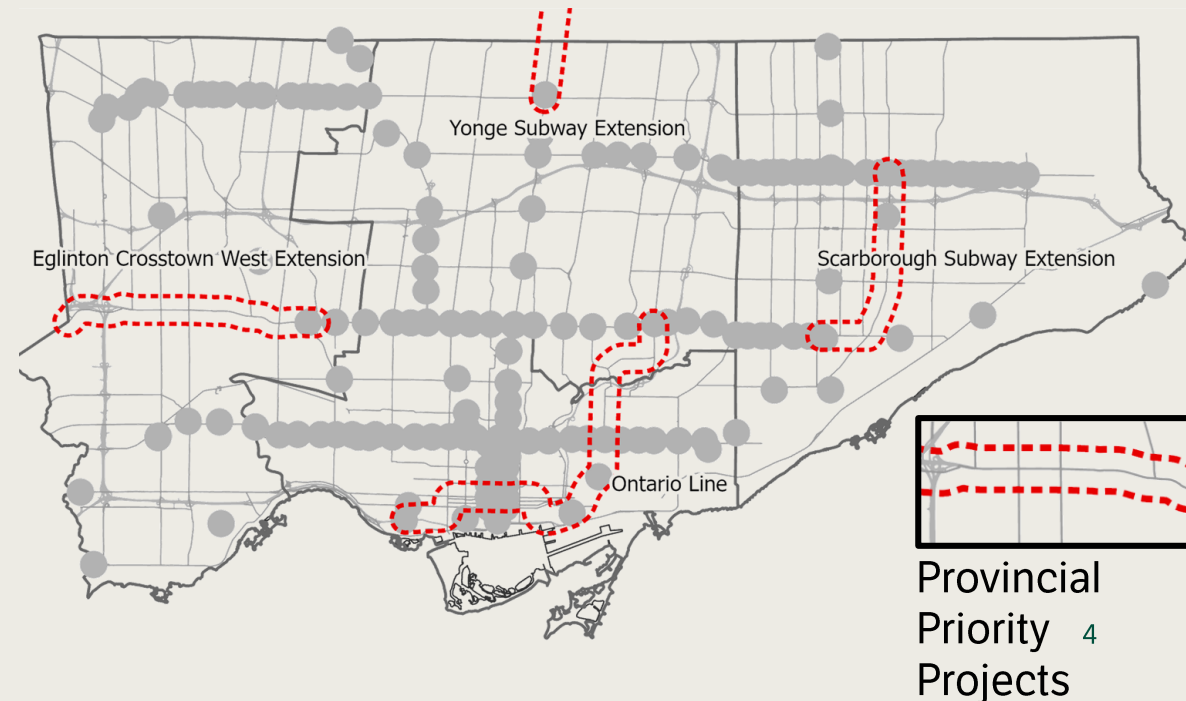 Yonge Subway Extension
Eglinton Crosstown West Extension
Scarborough Subway Extension
Ontario Line
Provincial
Priority 4
Projects